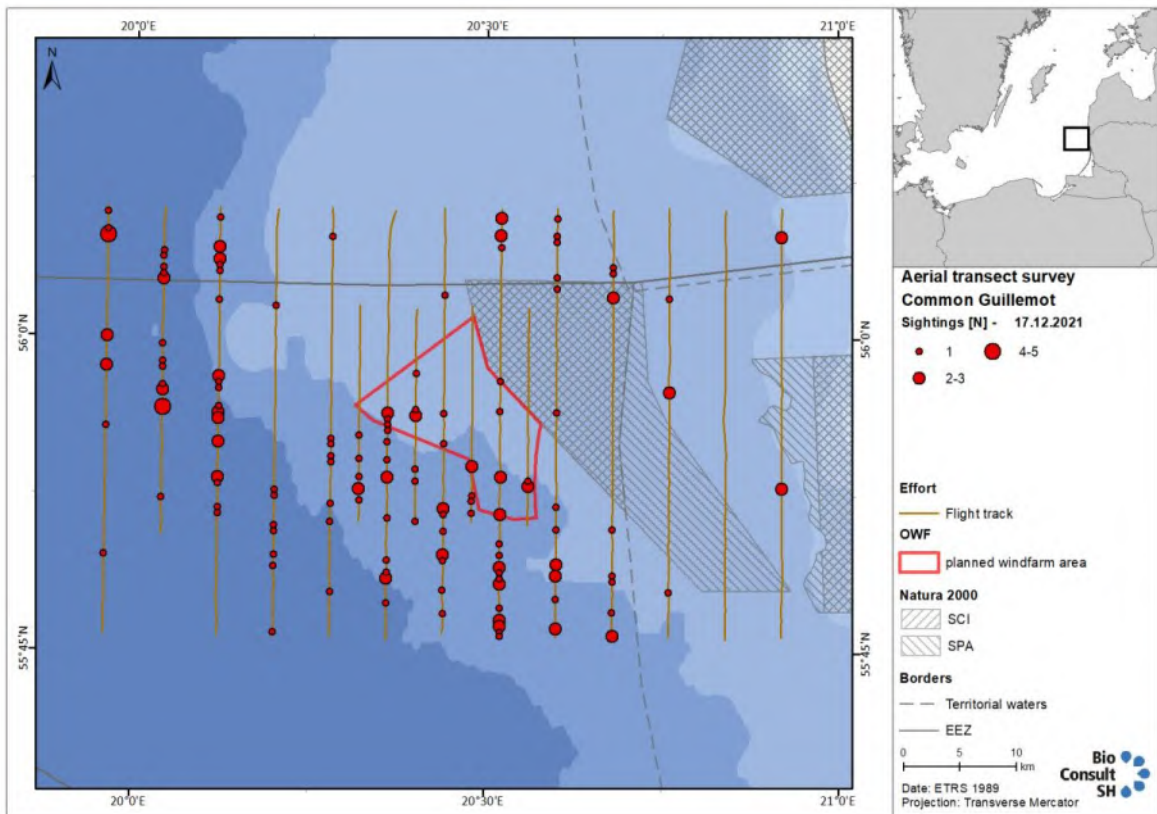 20°0'E
20°30'E
21°0'E
N
56°0'N
56°0'N
55°45'N
55°45'N
20°0'E
20°30'E
21°0'E
Aerial transect survey
Common Guillemot
Sightings [N] - 17.12.2021
1
4-5
2-3
Effort
Flight track
OWF
planned windfarm area
Natura 2000
SCI
SPA
Borders
Territorial waters
EEZ
0 5 10
km
Date: ETRS 1989
Projection: Transverse Mercator
Bio
Consult
SH